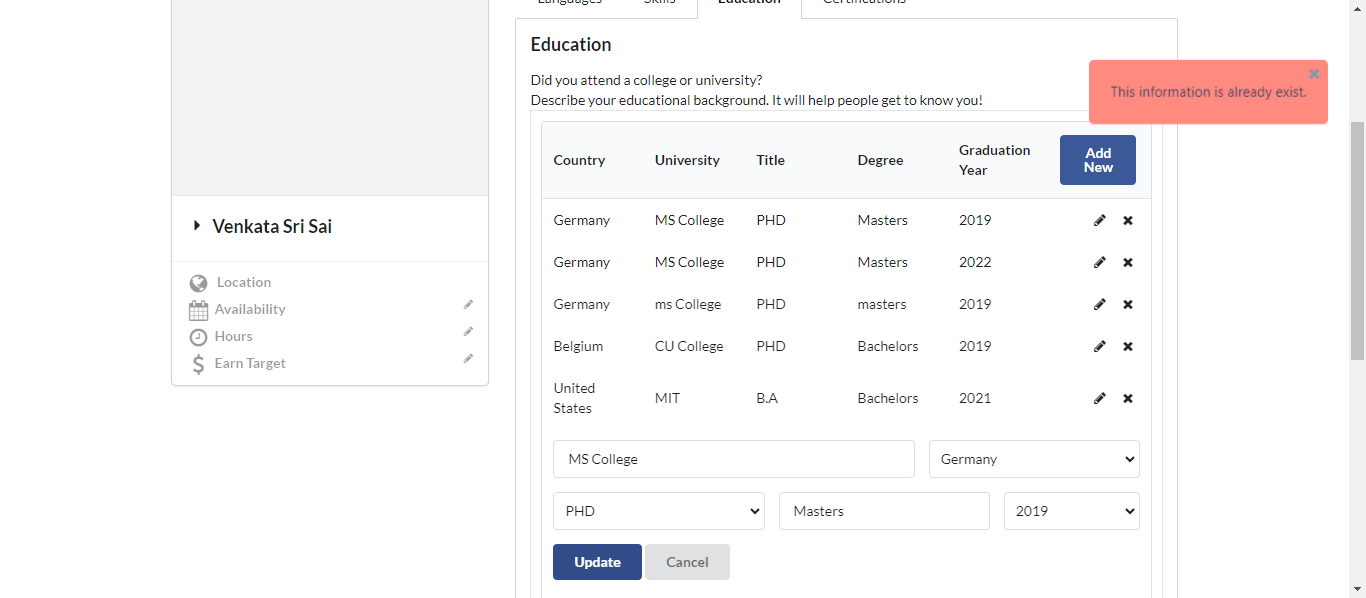 Languages Skills Education Certifications
Education
Did you attend a college or university?
Describe your educational background. It will help people get to know you!
This information is already exist.
Country University Title Degree Graduation Year Add New
Germany MS College PHD Masters 2019
Germany MS College PHD Masters 2022
Germany ms College PHD masters 2019
Belgium CU College PHD Bachelors 2019
United States MIT B.A Bachelors 2021
MS College Germany
PHD Masters 2019
Update Cancel
Venkata Sri Sai
Location
Availability
Hours
Earn Target